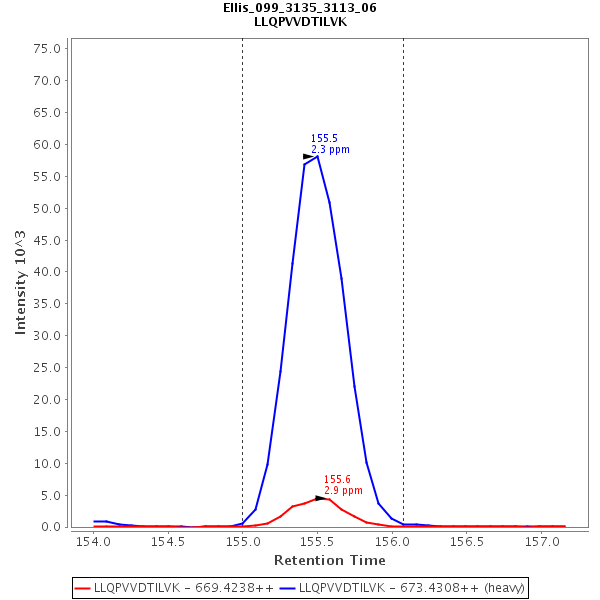 Ellis_099_3135_3113_06
LLQPVVDTILVK
75.0
70.0
65.0
60.0
55.0
50.0
45.0
40.0
35.0
30.0
25.0
20.0
15.0
10.0
5.0
0.0
Intensity 10^3
155.5
2.3 ppm
155.6
2.9 ppm
154.0 154.5 155.0 155.5 156.0 156.5 157.0
Retention Time
LLQPVVDTILVK - 669.4238++ LLQPVVDTILVK - 673.4308++ (heavy)